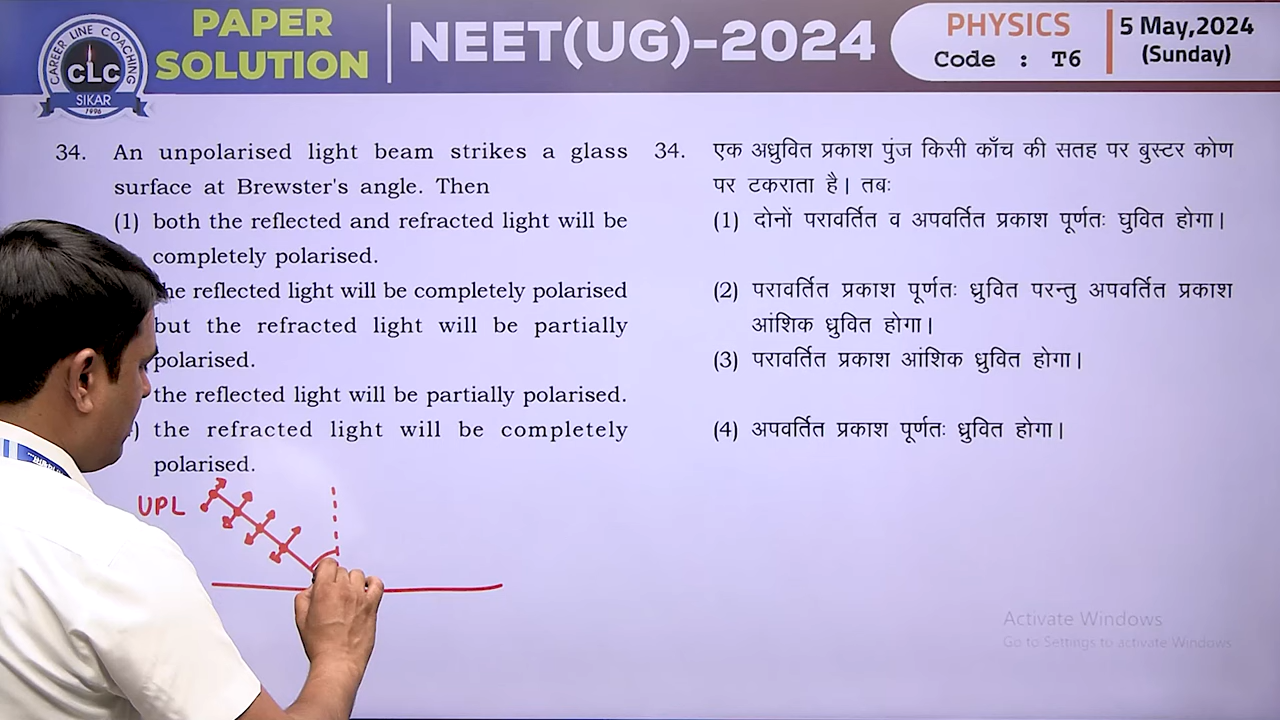 CAREER LINE COACHING
CLC
SIKAR
1996
PAPER
SOLUTION
NEET(UG)-2024
PHYSICS
Code : T6
5 May,2024
(Sunday)
34. An unpolarised light beam strikes a glass
surface at Brewster's angle. Then
(1) both the reflected and refracted light will be
completely polarised.
the reflected light will be completely polarised
but the refracted light will be partially
polarised.
the reflected light will be partially polarised.
the refracted light will be completely
polarised.
34. एक अध्रुवित प्रकाश पुंज किसी काँच की सतह पर बुस्टर कोण
पर टकराता है। तबः
(1) दोनों परावर्तित व अपवर्तित प्रकाश पूर्णतः घुवित होगा।
(2) परावर्तित प्रकाश पूर्णतः ध्रुवित परन्तु अपवर्तित प्रकाश
आंशिक ध्रुवित होगा।
(3) परावर्तित प्रकाश आंशिक ध्रुवित होगा।
(4) अपवर्तित प्रकाश पूर्णतः ध्रुवित होगा।
UPL
Activate Windows
Go to Settings to activate Windows.